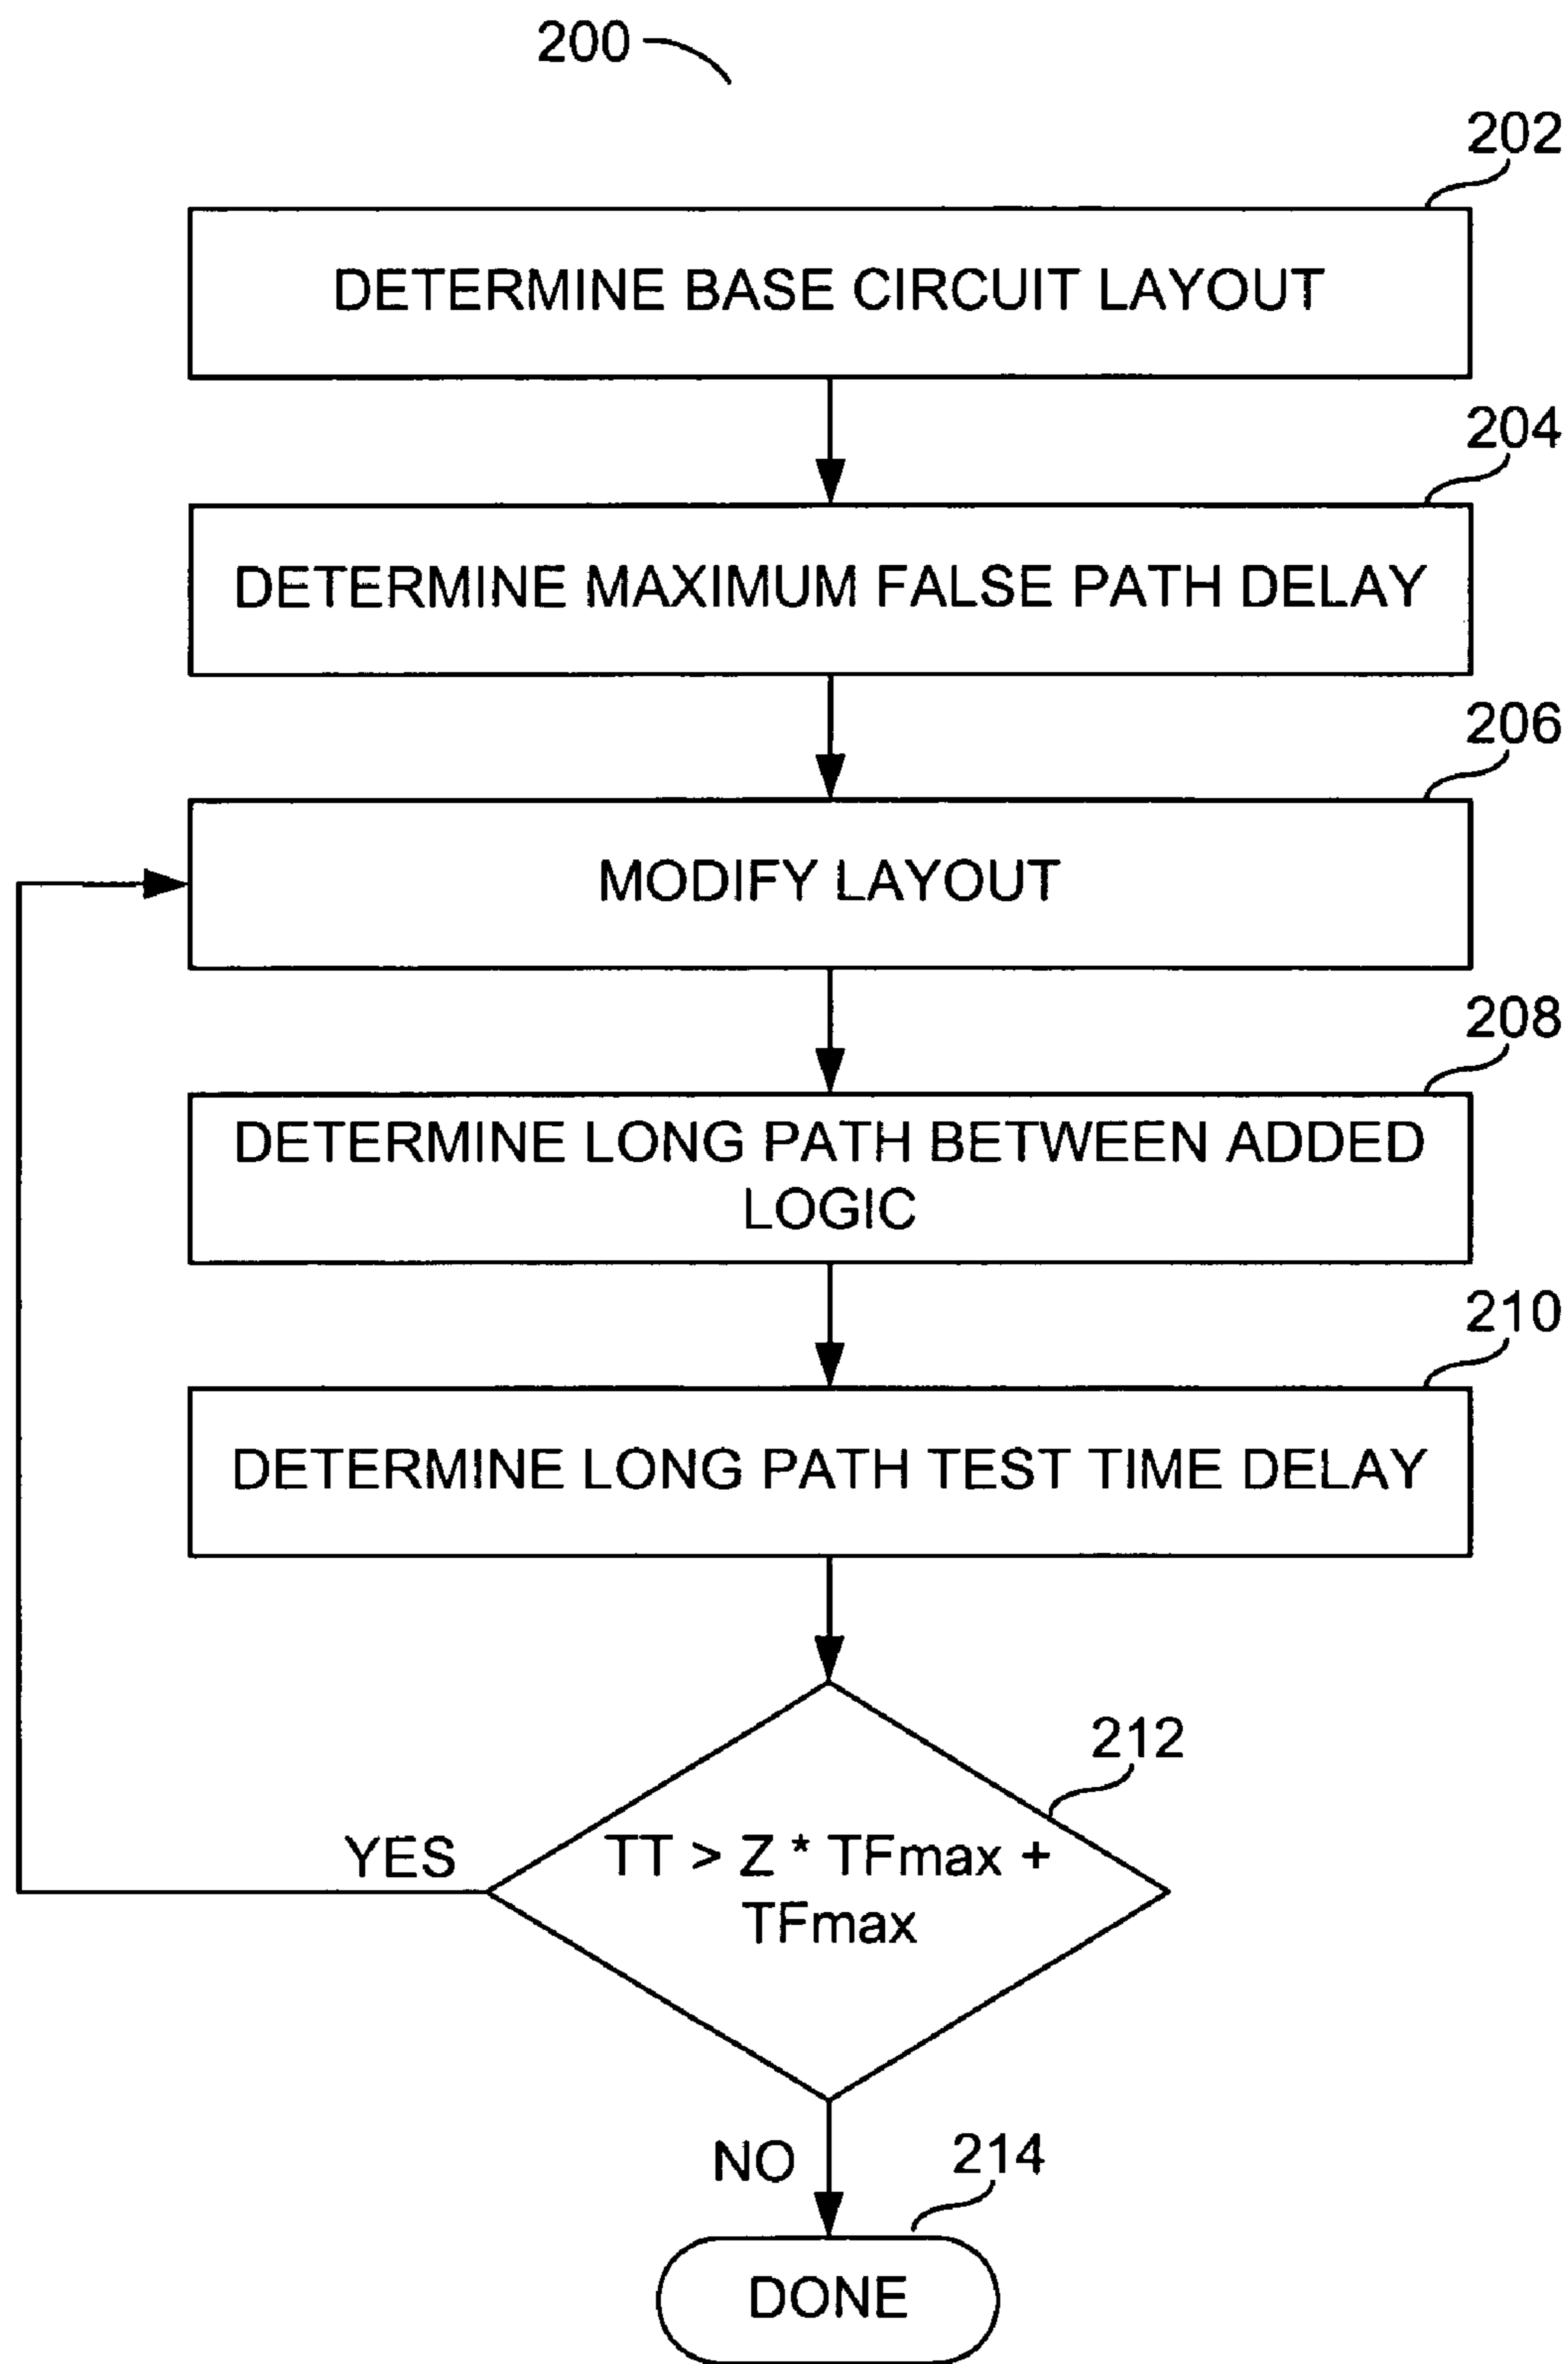 200
202
DETERMINE BASE CIRCUIT LAYOUT
204
DETERMINE MAXIMUM FALSE PATH DELAY
206
MODIFY LAYOUT
208
DETERMINE LONG PATH BETWEEN ADDED
LOGIC
210
DETERMINE LONG PATH TEST TIME DELAY
212
TT > Z * TFmax +
TFmax
YES
NO
214
DONE